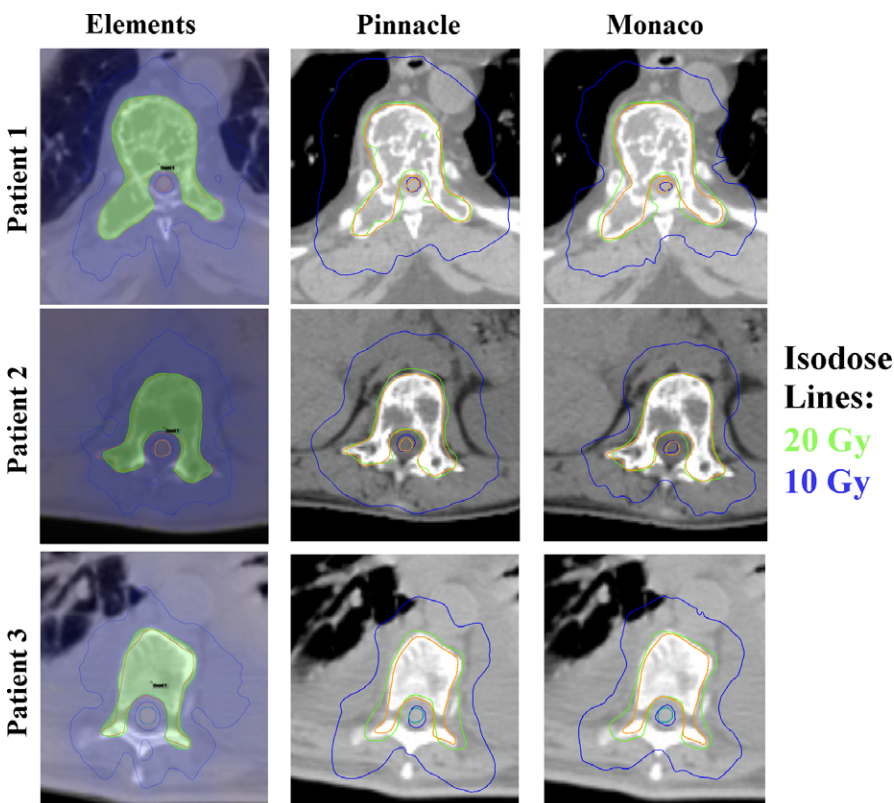 Elements
Pinnacle
Monaco
Patient 1
Patient 2
Patient 3
Isodose
Lines:
20 Gy
10 Gy